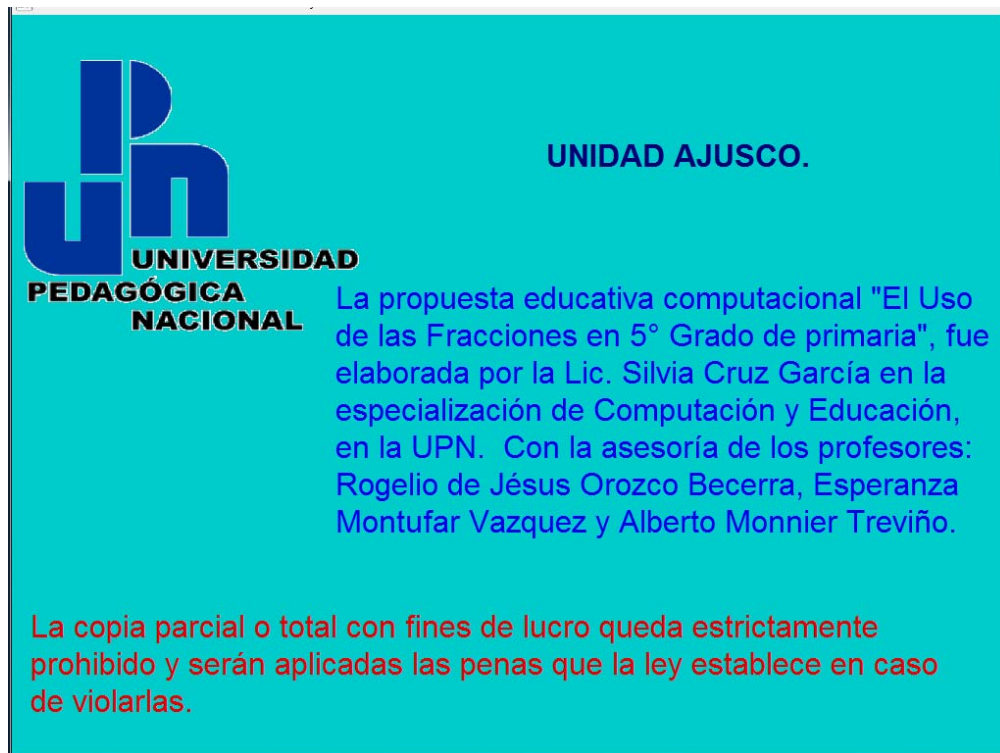 UNIDAD AJUSCO.
UNIVERSIDAD
PEDAGÓGICA
NACIONAL
La propuesta educativa computacional "El Uso
de las Fracciones en 5° Grado de primaria", fue
elaborada por la Lic. Silvia Cruz García en la
especialización de Computación y Educación,
en la UPN.  Con la asesoría de los profesores:
Rogelio de Jésus Orozco Becerra, Esperanza
Montufar Vazquez y Alberto Monnier Treviño.
La copia parcial o total con fines de lucro queda estrictamente
prohibido y serán aplicadas las penas que la ley establece en caso
de violarlas.